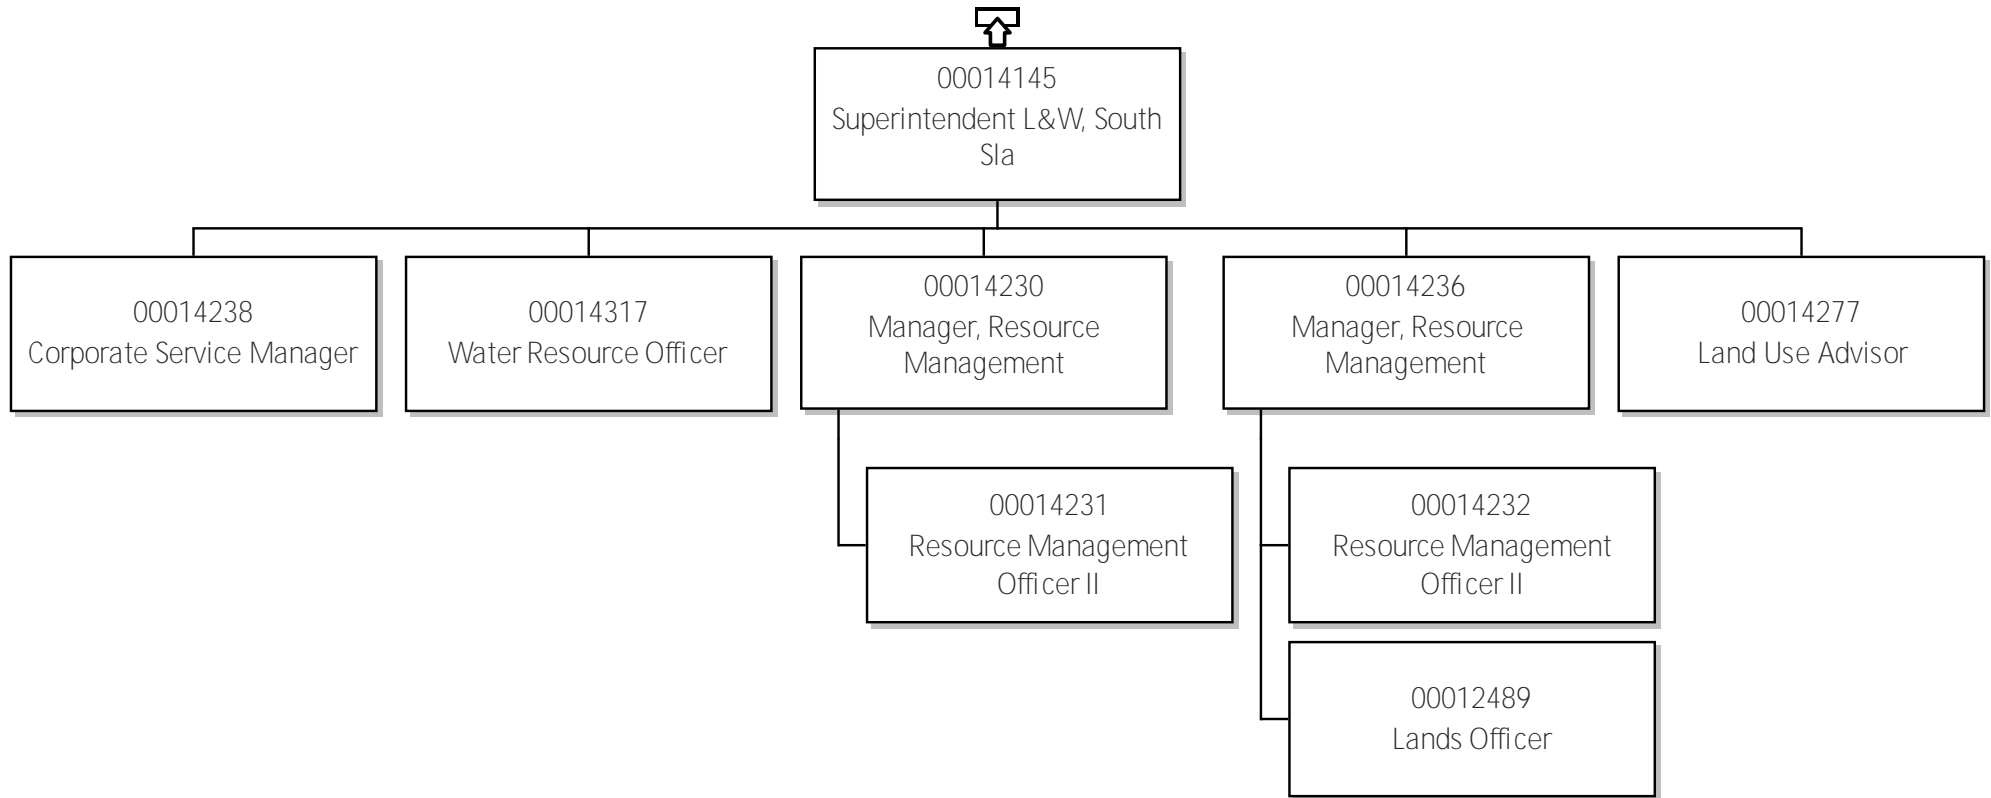 00014145
Superintendent L&W, South
Sla
00014238
Corporate Service Manager
00014317
Water Resource Officer
00014230
Manager, Resource
Management
00014236
Manager, Resource
Management
00014277
Land Use Advisor
00014231
Resource Management
Officer II
00014232
Resource Management
Officer II
00012489
Lands Officer